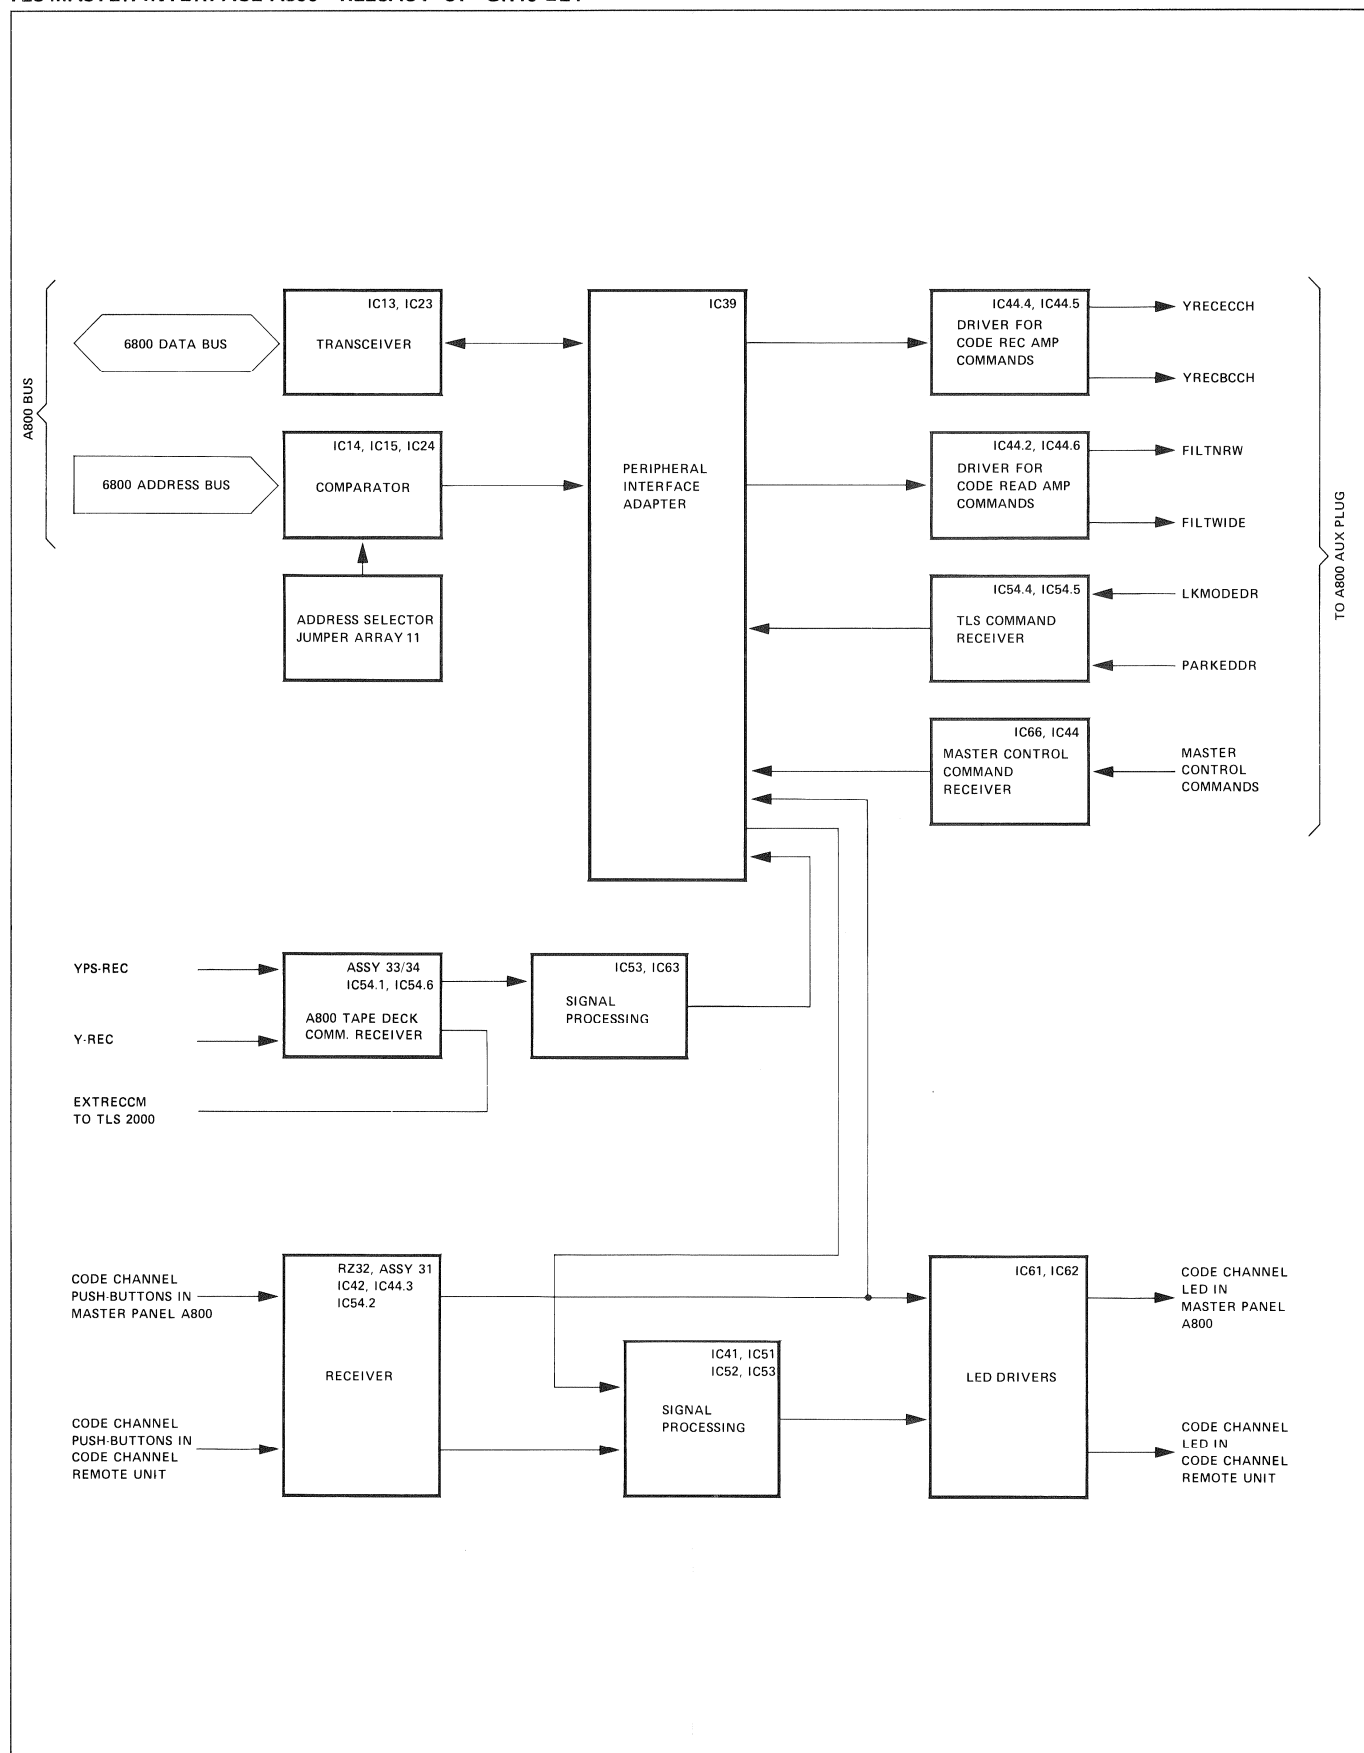 A800 BUS
6800 DATA BUS
6800 ADDRESS BUS
IC13, IC23
TRANSCEIVER
IC14, IC15, IC24
COMPARATOR
ADDRESS SELECTOR
JUMPER ARRAY 11
IC39
PERIPHERAL
INTERFACE
ADAPTER
IC44.4, IC44.5
DRIVER FOR
CODE REC AMP
COMMANDS
YRECECCH
YRECBCCH
IC44.2, IC44.6
DRIVER FOR
CODE READ AMP
COMMANDS
FILTNRW
FILTWIDE
IC54.4, IC54.5
TLS COMMAND
RECEIVER
LKMODEDR
PARKEDDR
IC66, IC44
MASTER CONTROL
COMMAND
RECEIVER
MASTER
CONTROL
COMMANDS
TO A800 AUX PLUG
YPS-REC
Y-REC
EXTRECCM
TO TLS 2000
ASSY 33/34
IC54.1, IC54.6
A800 TAPE DECK
COMM. RECEIVER
IC53, IC63
SIGNAL
PROCESSING
CODE CHANNEL
PUSH-BUTTONS IN
MASTER PANEL A800
CODE CHANNEL
PUSH-BUTTONS IN
CODE CHANNEL
REMOTE UNIT
RZ32, ASSY 31
IC42, IC44.3
IC54.2
RECEIVER
IC41, IC51
IC52, IC53
SIGNAL
PROCESSING
IC61, IC62
LED DRIVERS
CODE CHANNEL
LED IN
MASTER PANEL
A800
CODE CHANNEL
LED IN
CODE CHANNEL
REMOTE UNIT